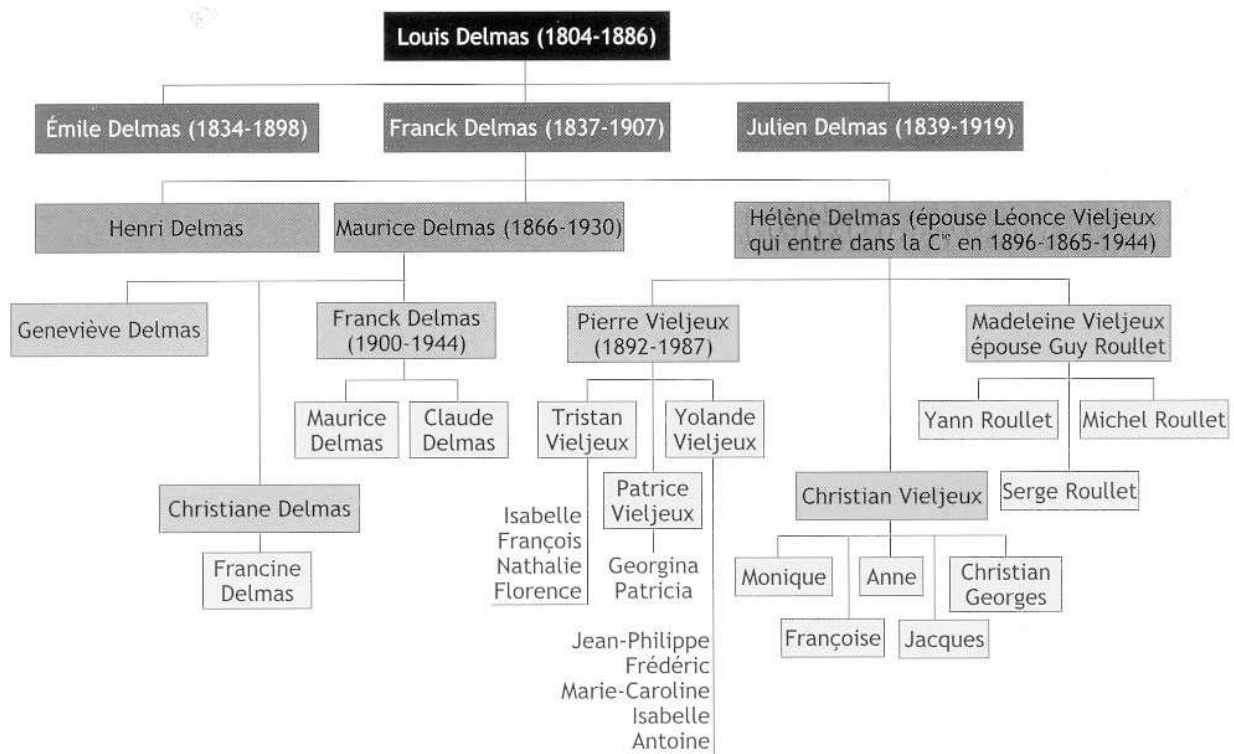 Louis Delmas (1804-1886)
Émile Delmas (1834-1898)
Franck Delmas (1837-1907)
Julien Delmas (1839-1919)
Henri Delmas
Maurice Delmas (1866-1930)
Hélène Delmas (épouse Léonce Vieljeux
qui entre dans la Cie en 1896-1865-1944)
Geneviève Delmas
Franck Delmas
(1900-1944)
Pierre Vieljeux
(1892-1987)
Madeleine Vieljeux
épouse Guy Roullet
Maurice
Delmas
Claude
Delmas
Tristan
Vieljeux
Yolande
Vieljeux
Yann Roullet
Michel Roullet
Christiane Delmas
Patrice
Vieljeux
Christian Vieljeux
Serge Roullet
Francine
Delmas
Isabelle
François
Nathalie
Florence
Georgina
Patricia
Monique
Anne
Christian
Georges
Françoise
Jacques
Jean-Philippe
Frédéric
Marie-Caroline
Isabelle
Antoine